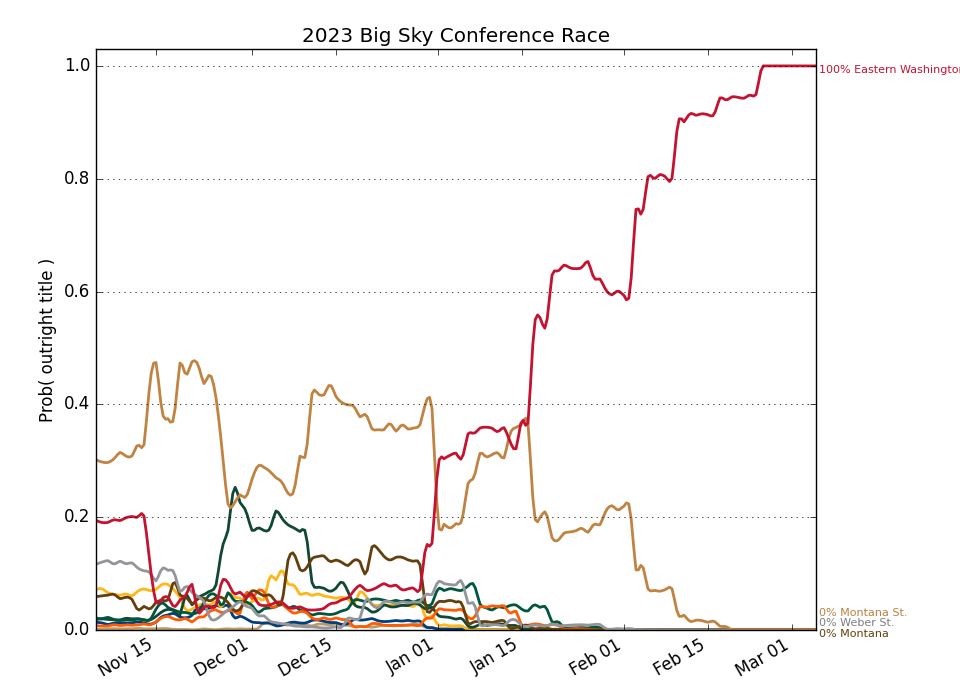 2023 Big Sky Conference Race
Prob( outright title )
1.0
0.8
0.6
0.4
0.2
0.0
Nov 15
Dec 01
Dec 15
Jan 01
Jan 15
Feb 01
Feb 15
Mar 01
100% Eastern Washington
0% Montana St.
0% Weber St.
0% Montana